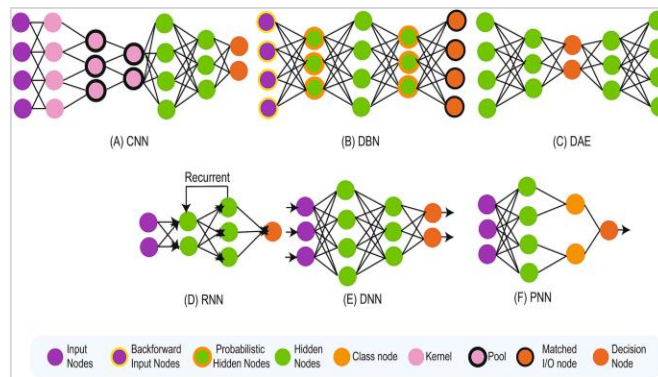 (A) CNN
(B) DBN
(C) DAE
Recurrent
(D) RNN
(E) DNN
(F) PNN
Input
Nodes
Backforward
Input Nodes
Probabilistic
Hidden Nodes
Hidden
Nodes
Class node
Kernel
Pool
Matched
I/O node
Decision
Node